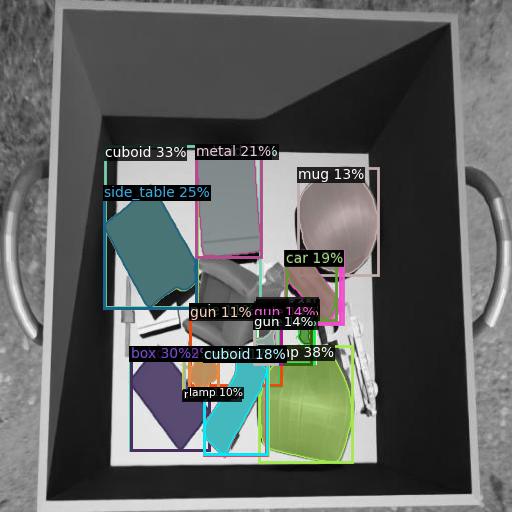 cuboid 33%
metal 21%
mug 13%
side_table 25%
car 19%
gun 11%
gun 14%
gun 14%
box 30%
cuboid 18%
p 38%
lamp 10%